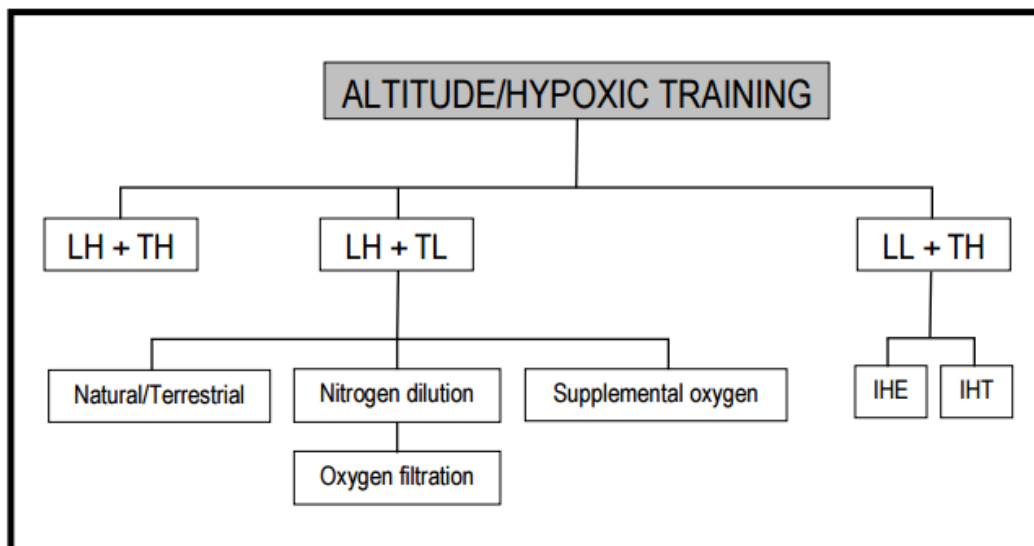 ALTITUDE/HYPOXIC TRAINING
LH + TH
LH + TL
LL + TH
Natural/Terrestrial
Nitrogen dilution
Supplemental oxygen
IHE
IHT
Oxygen filtration